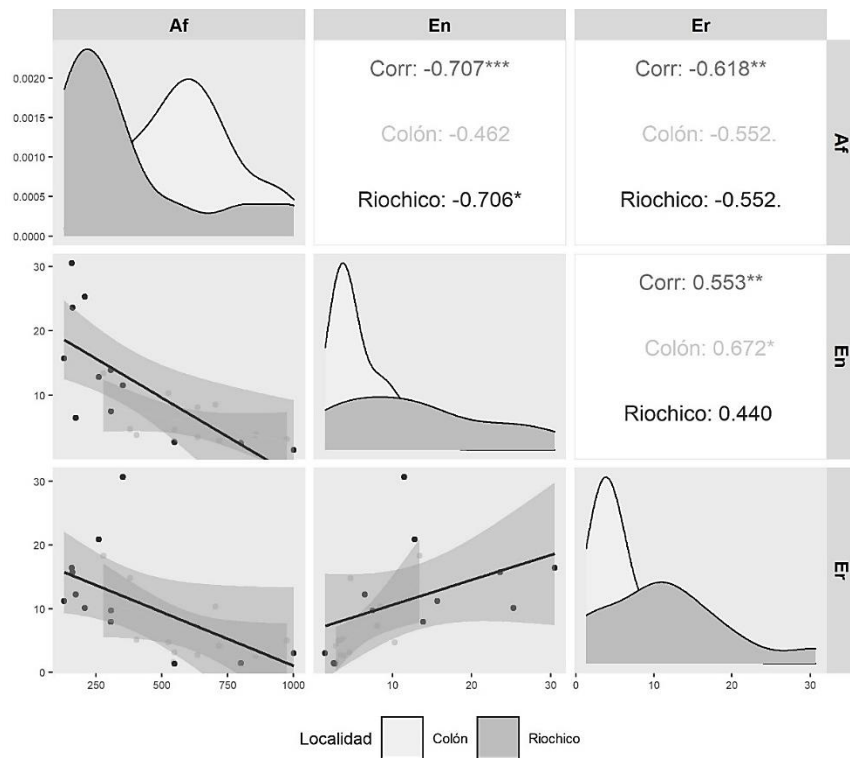 Af
En
Er
0.0020
0.0015
0.0010
0.0005
0.0000
Corr: -0.707***
Colón: -0.462
Riochico: -0.706*
Corr: -0.618**
Colón: -0.552.
Riochico: -0.552.
Af
30
20
10
Corr: 0.553**
Colón: 0.672*
Riochico: 0.440
En
30
20
10
0
Er
250
500
750
1000
10
20
30
0
10
20
30
Localidad
Colón
Riochico